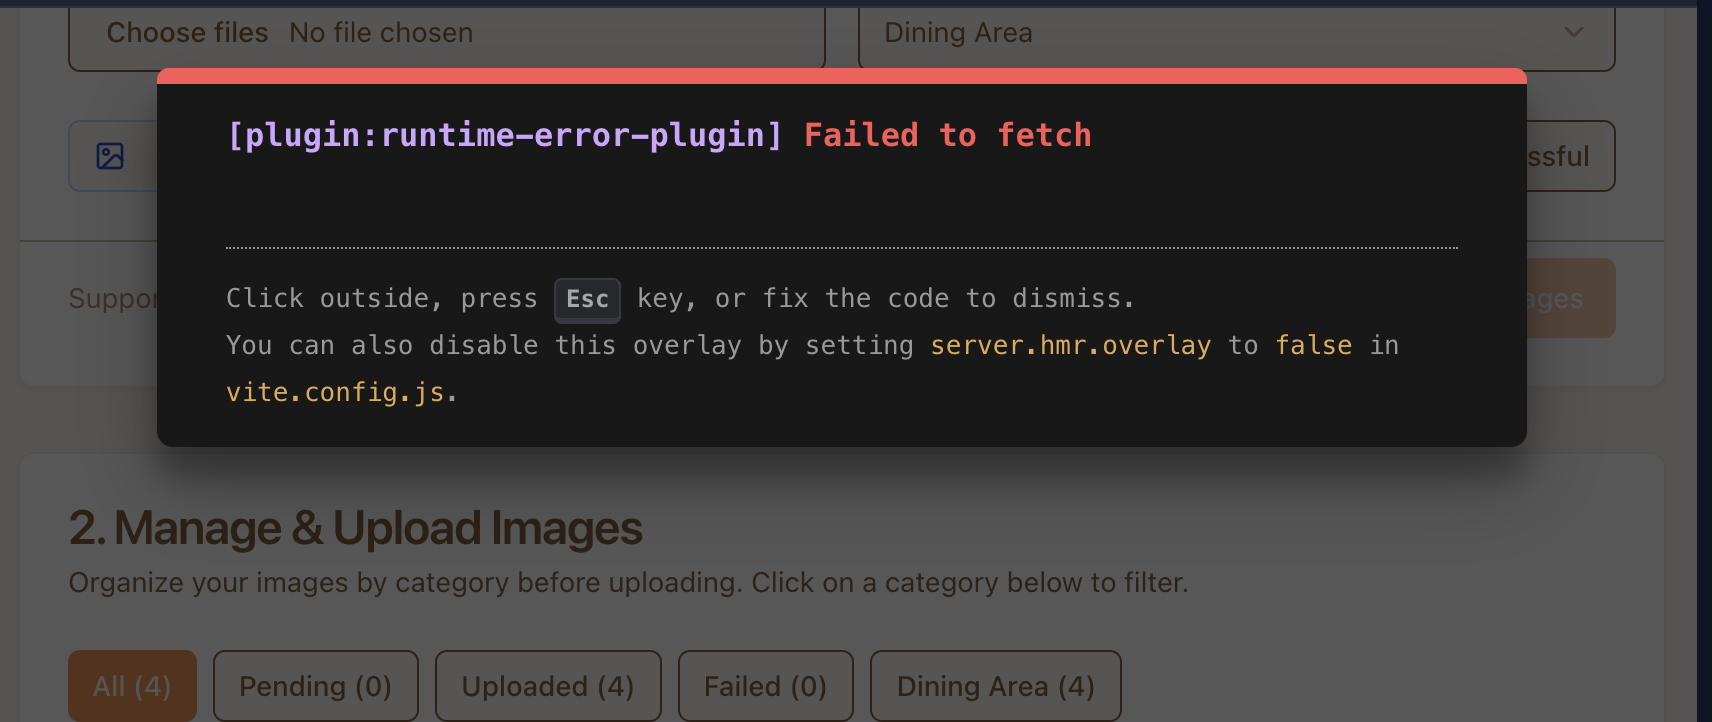 Choose files No file chosen
Dining Area
[plugin:runtime-error-plugin] Failed to fetch
ssful
Click outside, press Esc key, or fix the code to dismiss.
Suppor
ages
You can also disable this overlay by setting server.hmr.overlay to false in
vite.config.js.
2. Manage & Upload Images
Organize your images by category before uploading. Click on a category below to filter.
All (4)
Pending (0)
Uploaded (4)
Failed (0)
Dining Area (4)